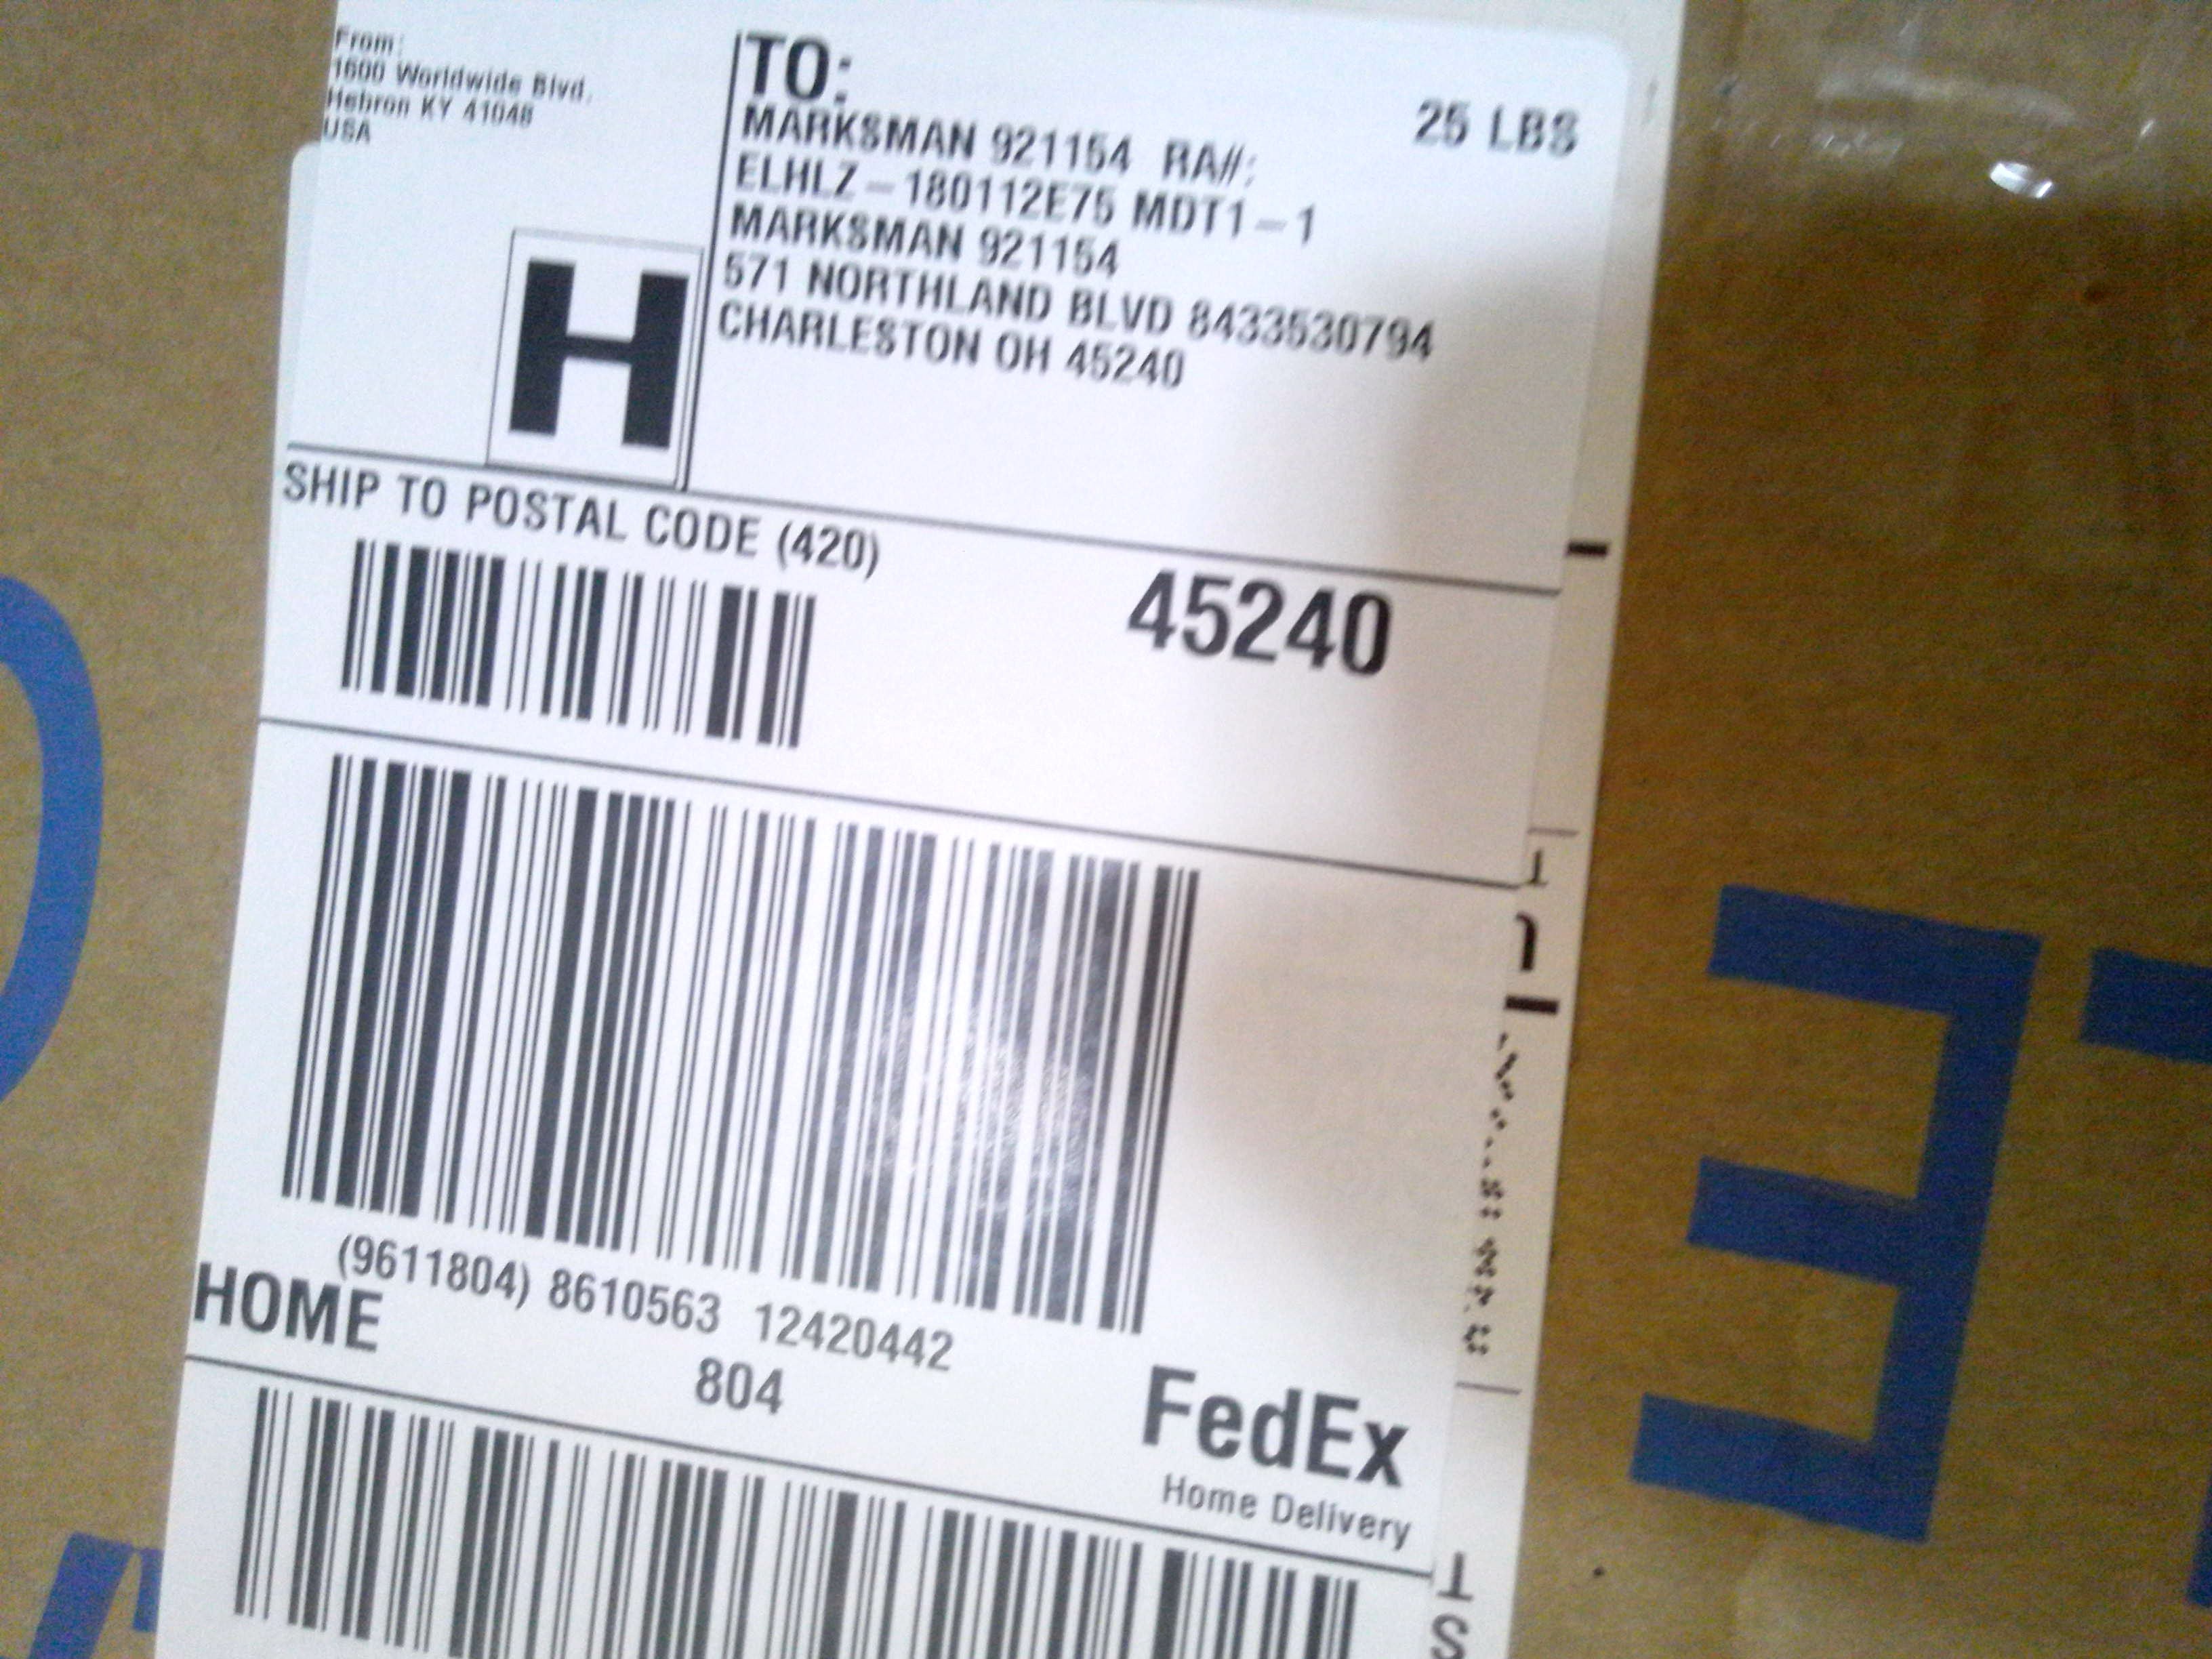 From:
1600 Worldwide Blvd.
Hebron KY 41048
USA
TO:
25 LBS
MARKSMAN 921154 RA#:
ELHLZ-180112E75 MDT1-1
MARKSMAN 921154
571 NORTHLAND BLVD 8433530794
CHARLESTON OH 45240
H
SHIP TO POSTAL CODE (420)
45240
(9611804) 8610563 12420442
HOME
804
FedEx
Home Delivery